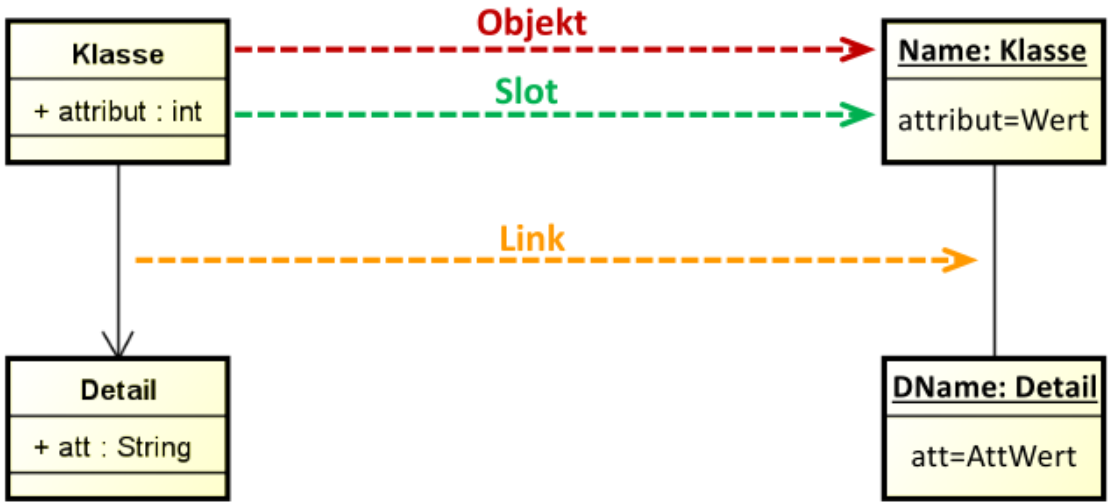 Objekt
Klasse
Name: Klasse
+ attribut : int
Slot
attribut=Wert
Link
Detail
DName: Detail
+ att : String
att=AttWert